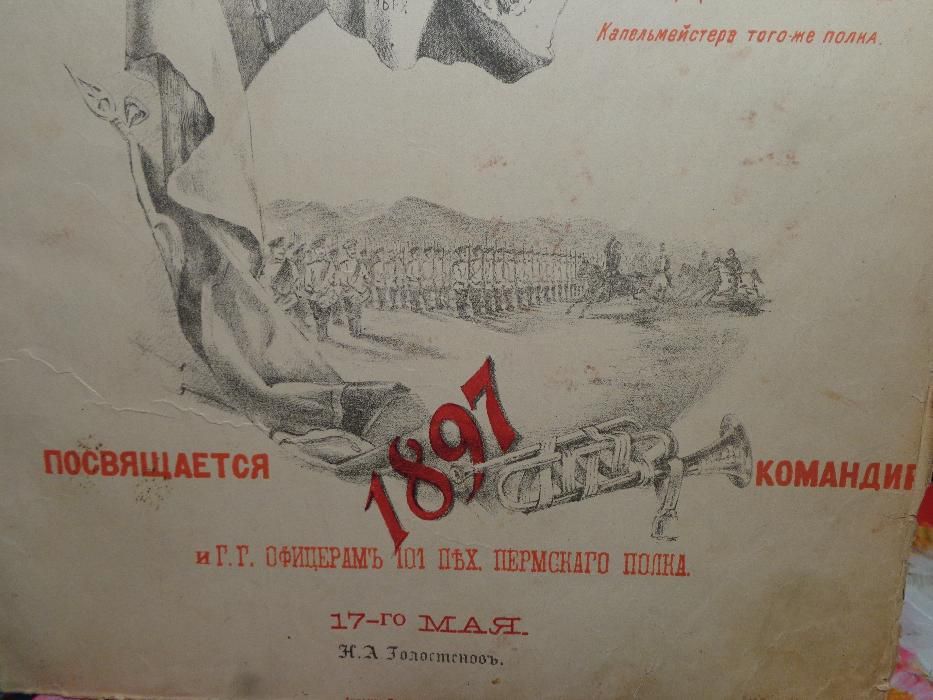 Капельмейстера того-же полка.
1897
ПОСВЯЩАЕТСЯ КОМАНДИР
и Г.Г. ОФИЦЕРАМЪ 101 ПѢХ. ПЕРМСКАГО ПОЛКА.
17-ГО МАЯ.
Н.А Голостеновъ.